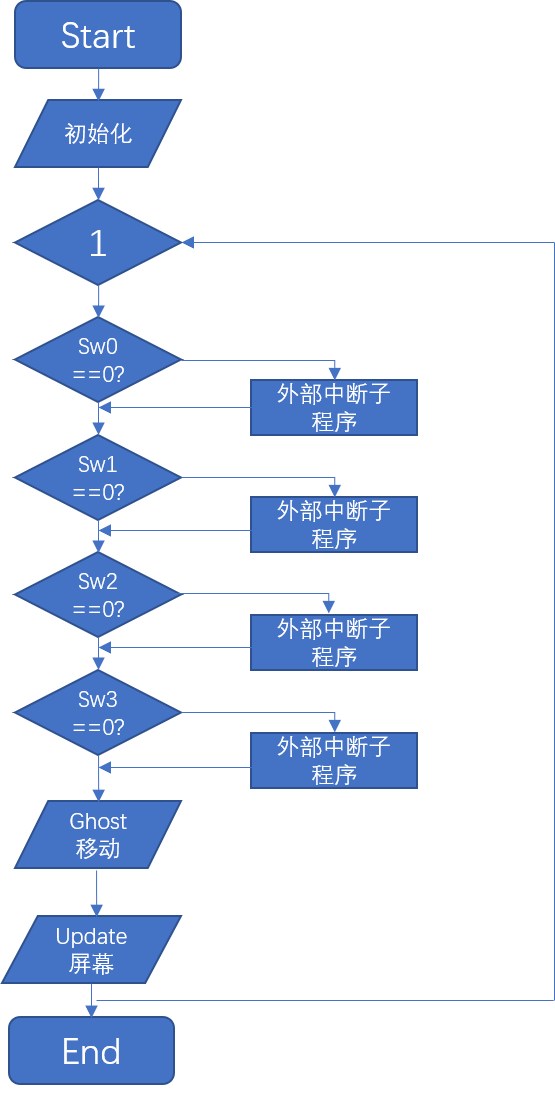 Start
初始化
1
Sw0
==0?
外部中断子
程序
Sw1
==0?
外部中断子
程序
Sw2
==0?
外部中断子
程序
Sw3
==0?
外部中断子
程序
Ghost
移动
Update
屏幕
End